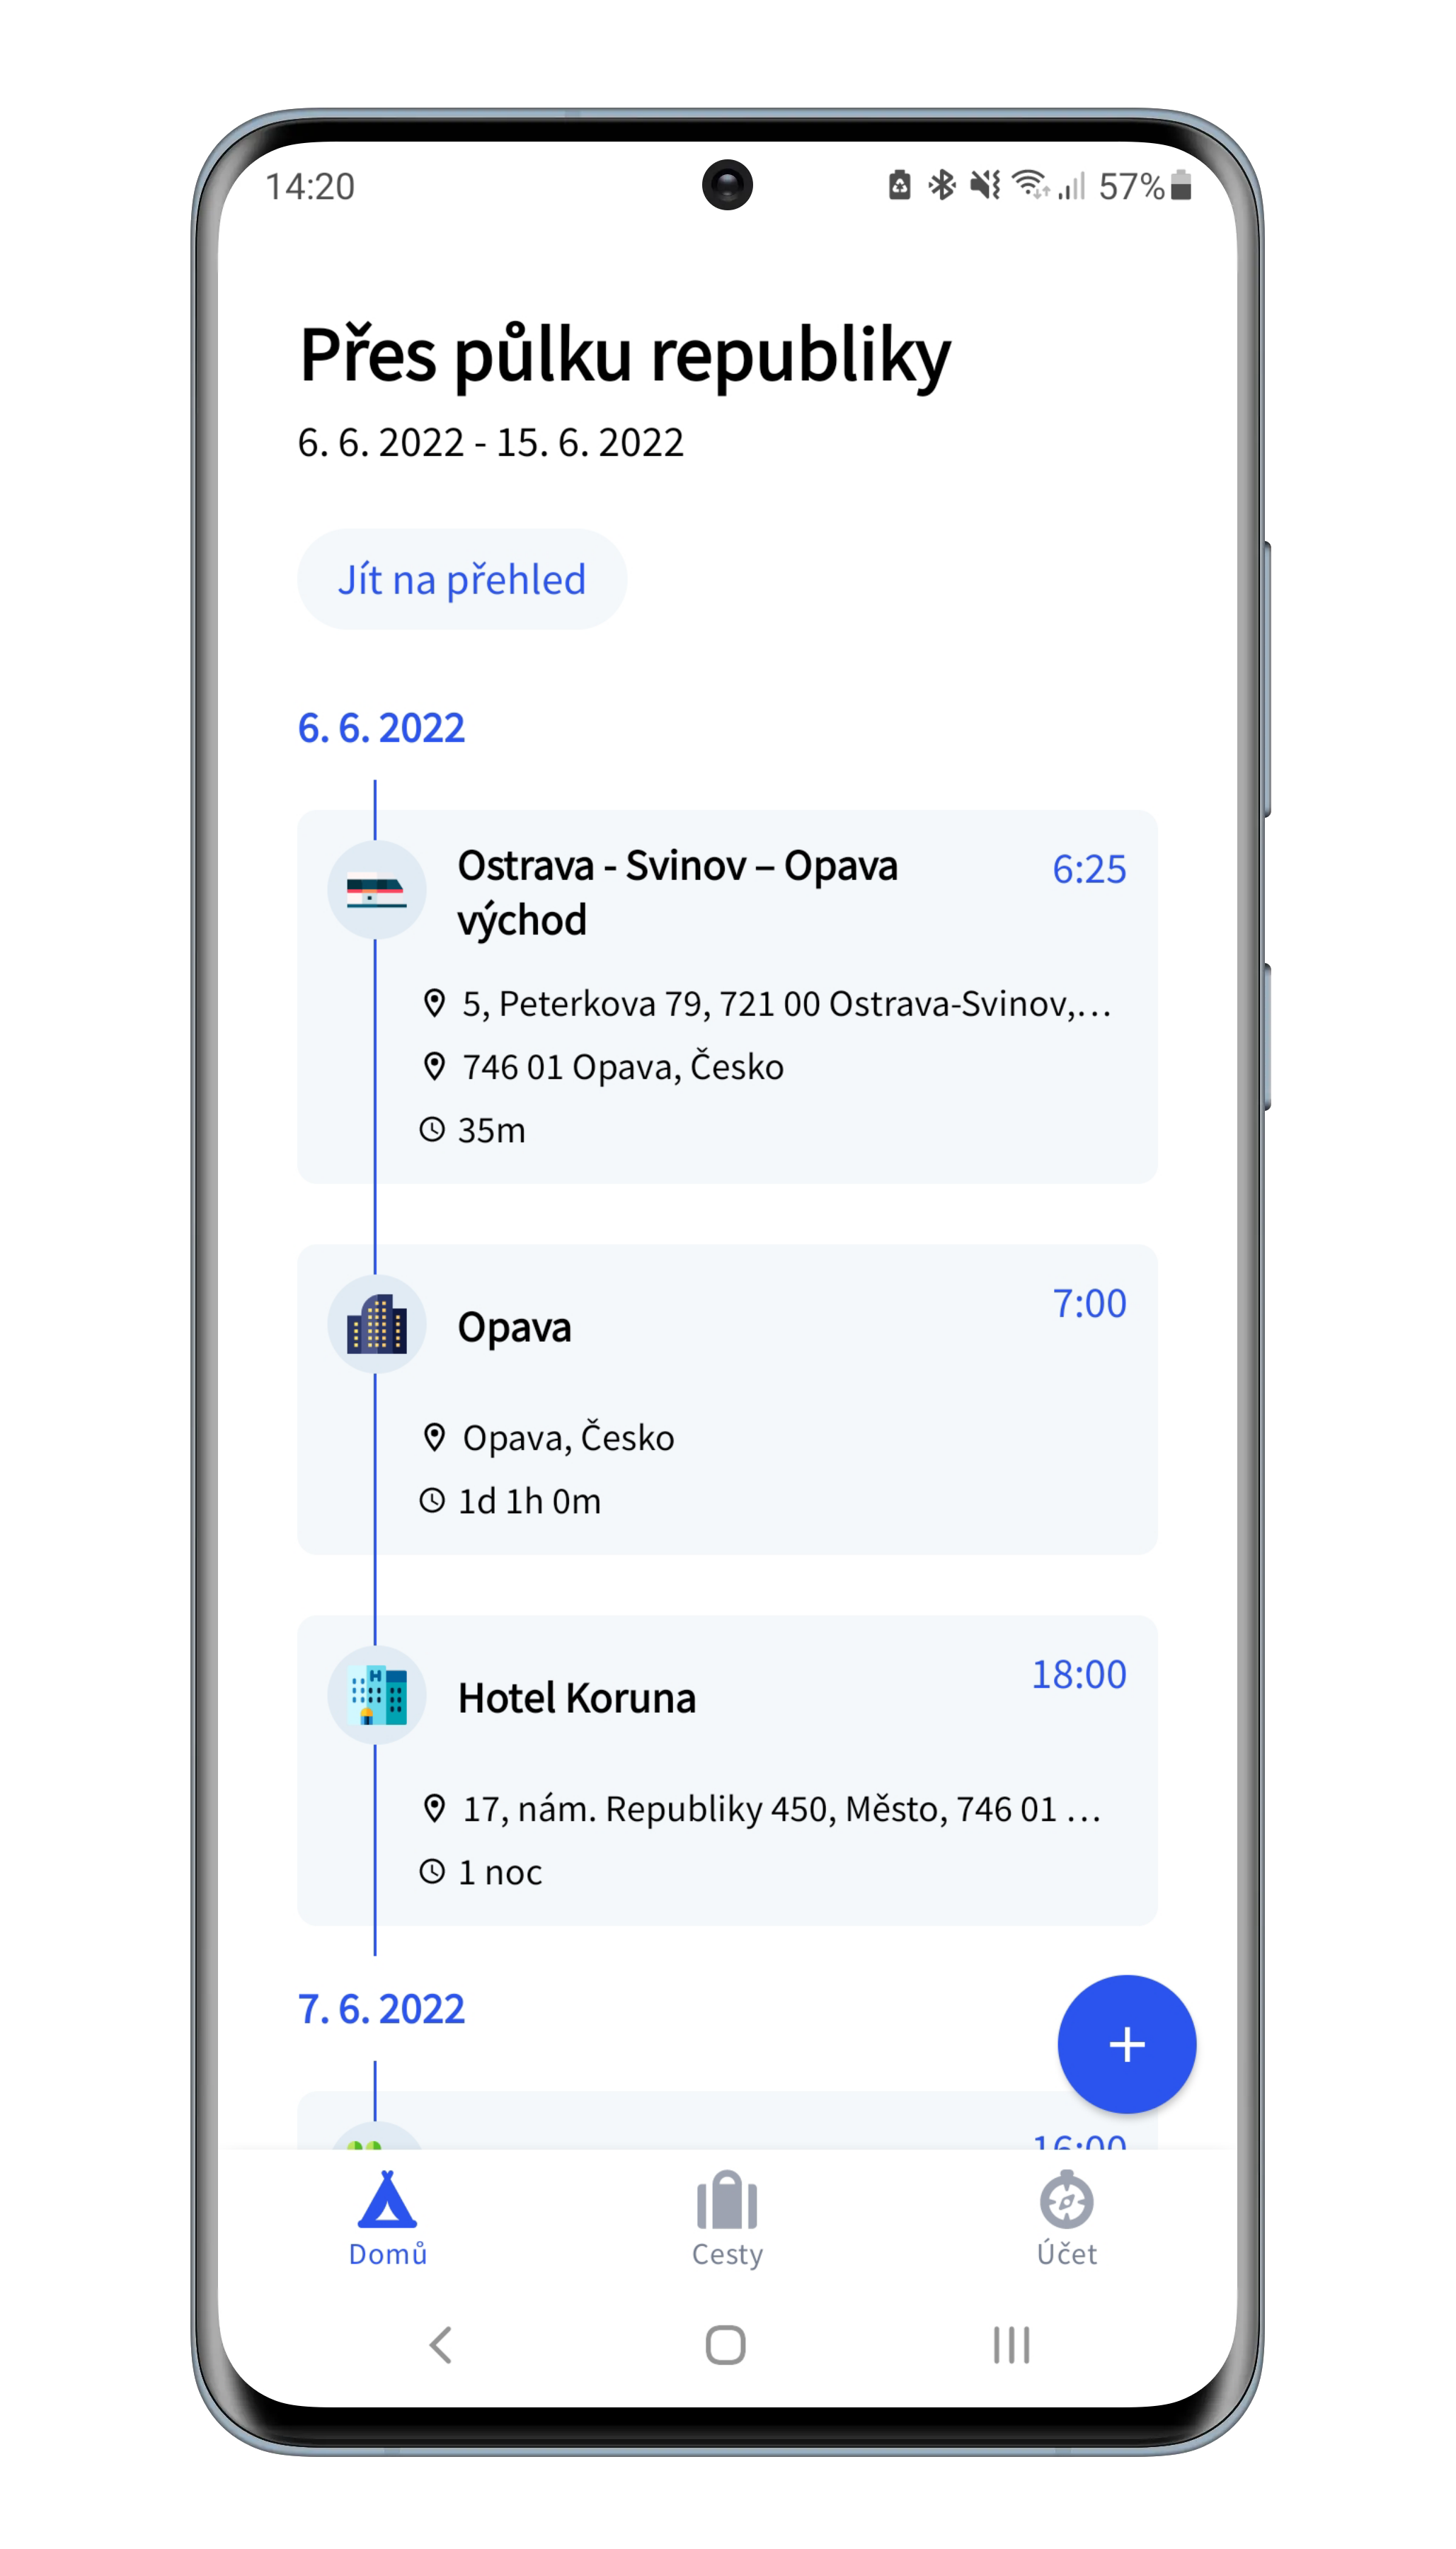 14:20
57%
Přes půlku republiky
6. 6. 2022 - 15. 6. 2022
Jít na přehled
6. 6. 2022
Ostrava - Svinov – Opava
východ
6:25
5, Peterkova 79, 721 00 Ostrava-Svinov,…
746 01 Opava, Česko
35m
Opava
7:00
Opava, Česko
1d 1h 0m
Hotel Koruna
18:00
17, nám. Republiky 450, Město, 746 01 …
1 noc
7. 6. 2022
+
16:00
Domů
Cesty
Účet